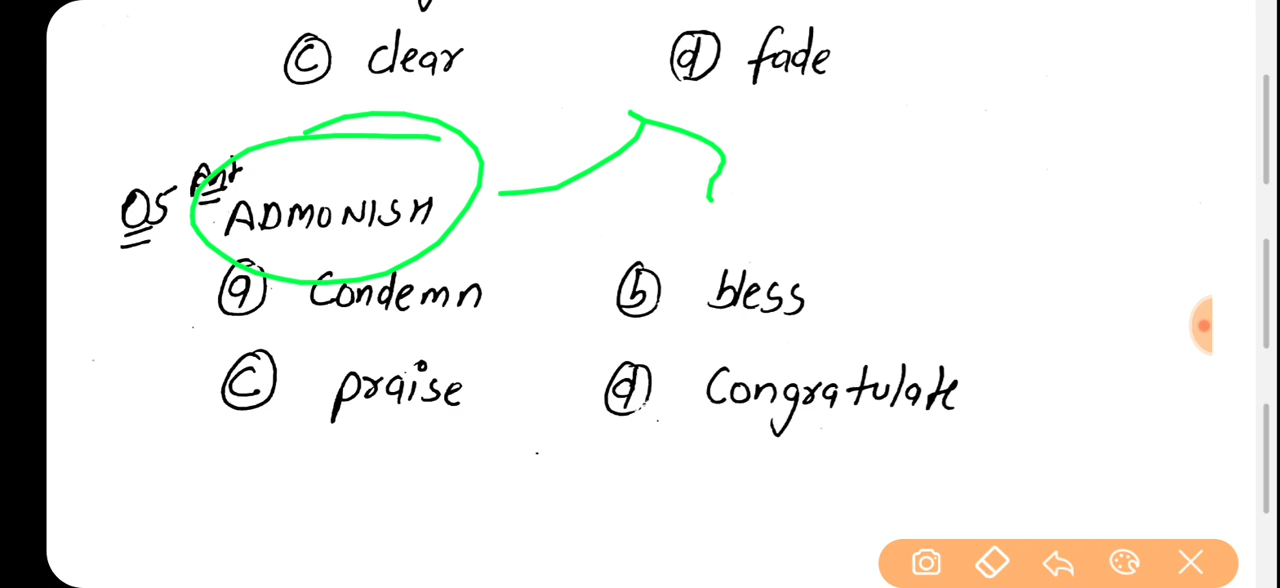 ⓒ clear ⓓ fade
Q5 Ant
ADMONISH
ⓐ Condemn ⓑ bless
ⓒ praise ⓓ Congratulate